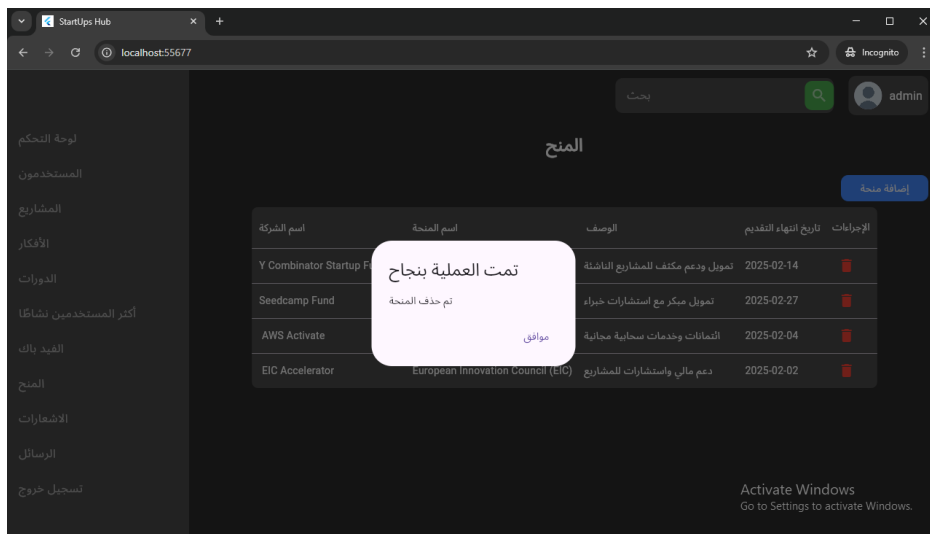 StartUps Hub
localhost:55677
Incognito
بحث
admin
لوحة التحكم
المستخدمون
المشاريع
الأفكار
الدورات
أكثر المستخدمين نشاطًا
الفيد باك
المنح
الاشعارات
الرسائل
تسجيل خروج
المنح
إضافة منحة
اسم الشركة اسم المنحة الوصف تاريخ انتهاء التقديم الإجراءات
Y Combinator Startup تمويل ودعم مكثف للمشاريع الناشئة 2025-02-14
Seedcamp Fund تمويل مبكر مع استشارات خبراء 2025-02-27
AWS Activate ائتمانات وخدمات سحابية مجانية 2025-02-04
EIC Accelerator European Innovation Council (EIC) دعم مالي واستشارات للمشاريع 2025-02-02
تمت العملية بنجاح
تم حذف المنحة
موافق
Activate Windows
Go to Settings to activate Windows.